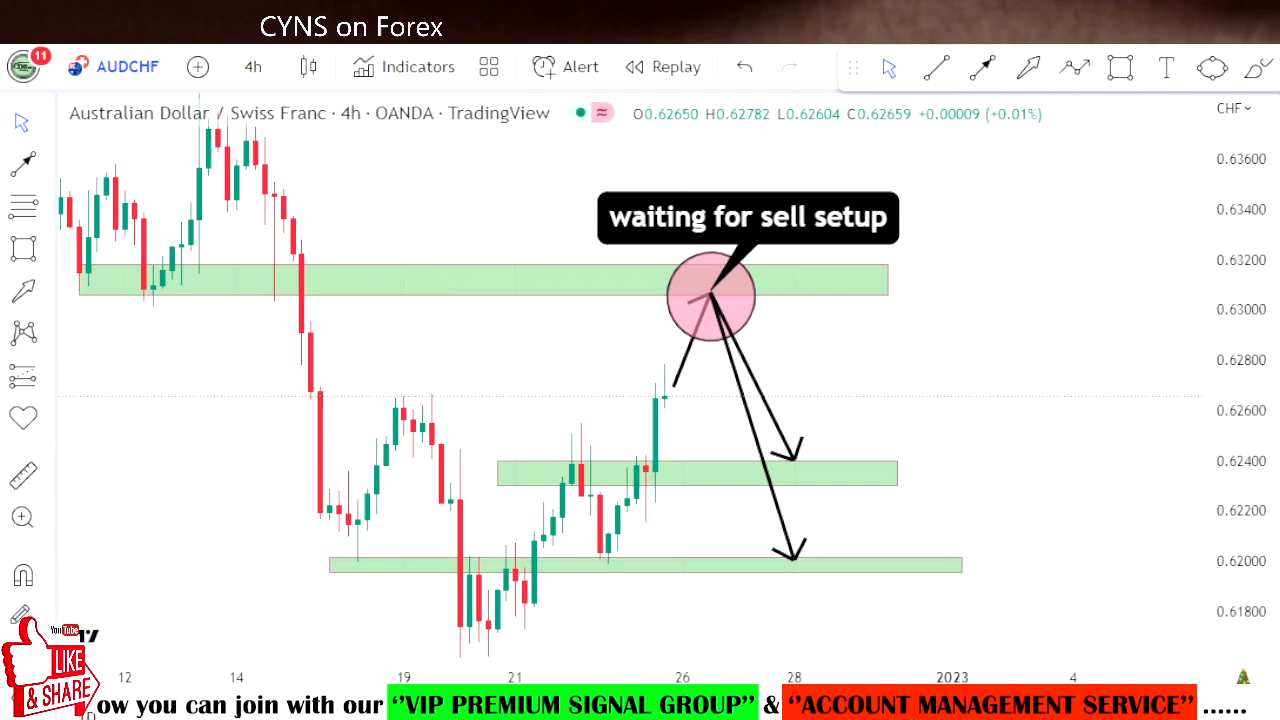 CYNS on Forex
11
AUDCHF
4h
Indicators
Alert
Replay
Australian Dollar / Swiss Franc · 4h · OANDA · TradingView
≈
O0.62650 H0.62782 L0.62604 C0.62659 +0.00009 (+0.01%)
CHF
0.63600
0.63400
waiting for sell setup
0.63200
0.63000
0.62800
0.62600
0.62400
0.62200
0.62000
0.61800
YouTube
LIKE
& SHARE
12
14
19
21
26
28
2023
4
ow you can join with our ‘’VIP PREMIUM SIGNAL GROUP’’ & ‘’ACCOUNT MANAGEMENT SERVICE’’ ......